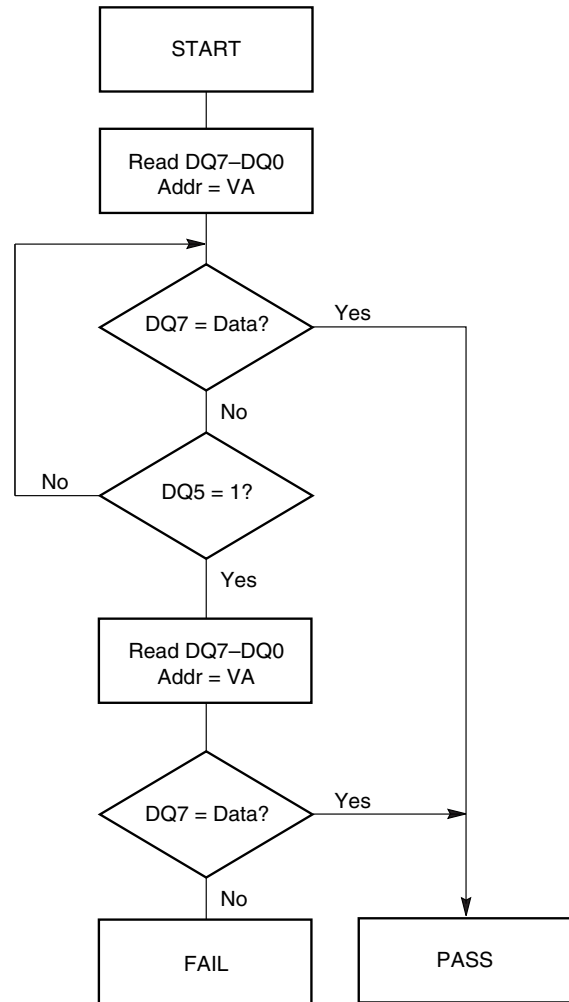 START
Read DQ7–DQ0
Addr = VA
DQ7 = Data?
Yes
No
No
DQ5 = 1?
Yes
Read DQ7–DQ0
Addr = VA
DQ7 = Data?
Yes
No
FAIL
PASS